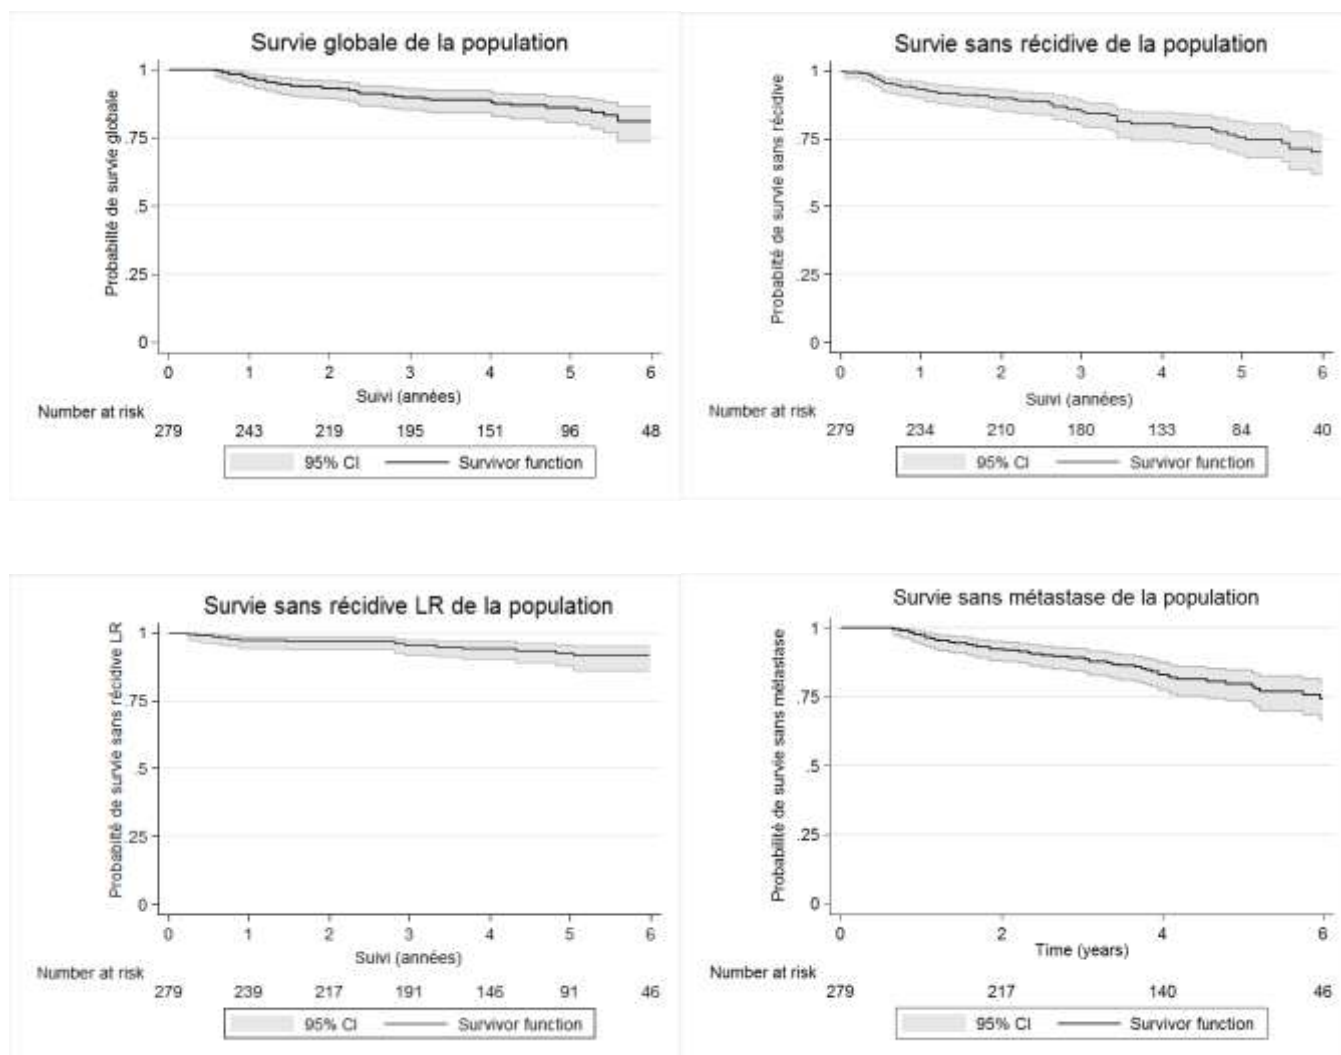 Survie globale de la population
Probabilté de survie globale
1
.75
.5
.25
0
0 1 2 3 4 5 6
Suivi (années)
Number at risk
279 243 219 195 151 96 48
95% CI Survivor function
Survie sans récidive de la population
Probabilté de survie sans récidive
1
.75
.5
.25
0
0 1 2 3 4 5 6
Suivi (années)
Number at risk
279 234 210 180 133 84 40
95% CI Survivor function
Survie sans récidive LR de la population
Probabilté de survie sans récidive LR
1
.75
.5
.25
0
0 1 2 3 4 5 6
Suivi (années)
Number at risk
279 239 217 191 146 91 46
95% CI Survivor function
Survie sans métastase de la population
Probabilité de survie sans métastase
1
.75
.5
.25
0
0 2 4 6
Time (years)
Number at risk
279 217 140 46
95% CI Survivor function